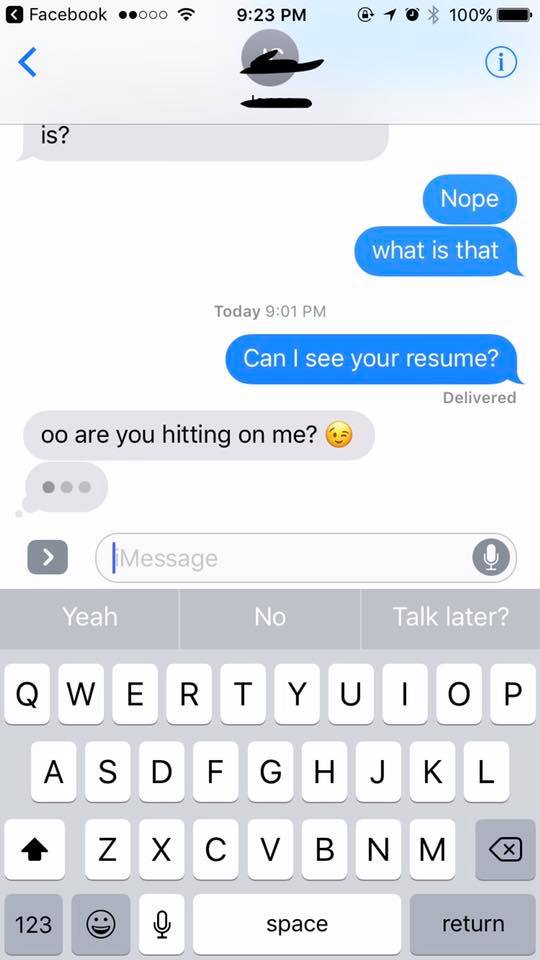 Facebook 9:23 PM 100%
is?
Nope
what is that
Today 9:01 PM
Can I see your resume?
Delivered
oo are you hitting on me? 😉
iMessage
Yeah No Talk later?
Q W E R T Y U I O P
A S D F G H J K L
Z X C V B N M
123 space return